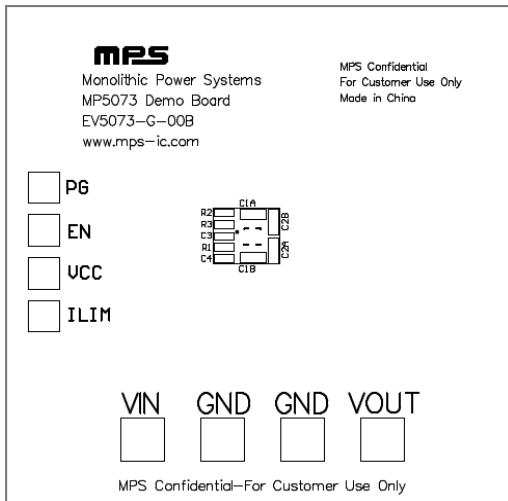 MPS
Monolithic Power Systems
MP5073 Demo Board
EV5073-G-00B
www.mps-ic.com
MPS Confidential
For Customer Use Only
Made in China
PG
EN
VCC
ILIM
C1A
R2
R3
C3
R1
C4
C2B
C2A
C1B
VIN GND GND VOUT
MPS Confidential-For Customer Use Only